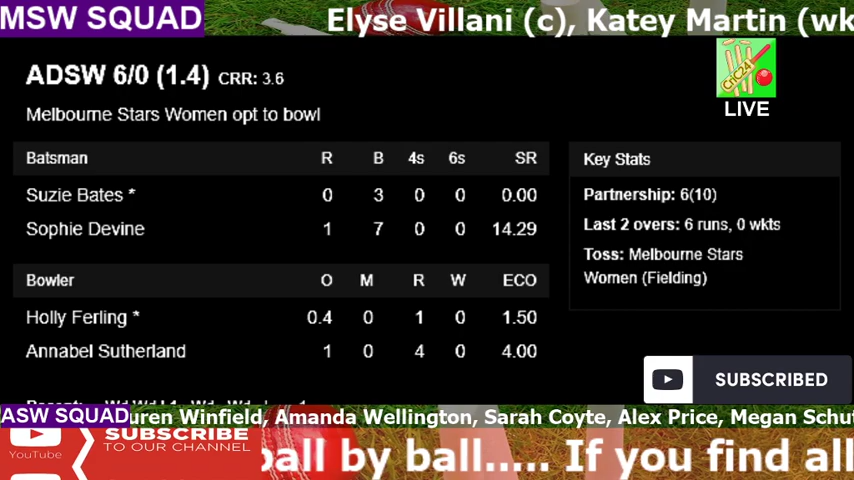 MSW SQUAD
Elyse Villani (c), Katey Martin (wk
ADSW 6/0 (1.4) CRR: 3.6
Melbourne Stars Women opt to bowl
CriC24
LIVE
Batsman R B 4s 6s SR
Suzie Bates * 0 3 0 0 0.00
Sophie Devine 1 7 0 0 14.29
Bowler O M R W ECO
Holly Ferling * 0.4 0 1 0 1.50
Annabel Sutherland 1 0 4 0 4.00
Key Stats
Partnership: 6(10)
Last 2 overs: 6 runs, 0 wkts
Toss: Melbourne Stars
Women (Fielding)
SUBSCRIBED
ASW SQUAD
uren Winfield, Amanda Wellington, Sarah Coyte, Alex Price, Megan Schut
YouTube
SUBSCRIBE
TO OUR CHANNEL
ball by ball..... If you find all